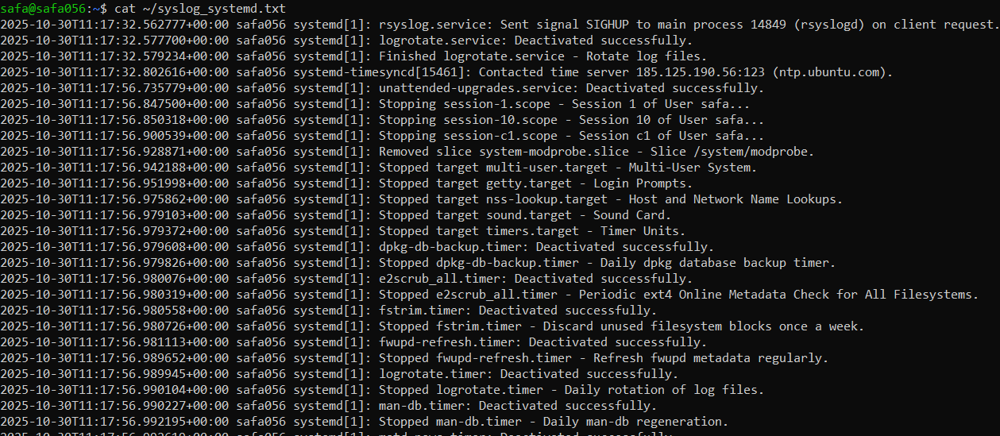 safa@safa056:~$ cat ~/syslog_systemd.txt
2025-10-30T11:17:32.562777+00:00 safa056 systemd[1]: rsyslog.service: Sent signal SIGHUP to main process 14849 (rsyslogd) on client request.
2025-10-30T11:17:32.577700+00:00 safa056 systemd[1]: logrotate.service: Deactivated successfully.
2025-10-30T11:17:32.579234+00:00 safa056 systemd[1]: Finished logrotate.service - Rotate log files.
2025-10-30T11:17:32.802616+00:00 safa056 systemd-timesyncd[15461]: Contacted time server 185.125.190.56:123 (ntp.ubuntu.com).
2025-10-30T11:17:56.735779+00:00 safa056 systemd[1]: unattended-upgrades.service: Deactivated successfully.
2025-10-30T11:17:56.847500+00:00 safa056 systemd[1]: Stopping session-1.scope - Session 1 of User safa...
2025-10-30T11:17:56.850318+00:00 safa056 systemd[1]: Stopping session-10.scope - Session 10 of User safa...
2025-10-30T11:17:56.900539+00:00 safa056 systemd[1]: Stopping session-c1.scope - Session c1 of User safa...
2025-10-30T11:17:56.928871+00:00 safa056 systemd[1]: Removed slice system-modprobe.slice - Slice /system/modprobe.
2025-10-30T11:17:56.942188+00:00 safa056 systemd[1]: Stopped target multi-user.target - Multi-User System.
2025-10-30T11:17:56.951998+00:00 safa056 systemd[1]: Stopped target getty.target - Login Prompts.
2025-10-30T11:17:56.975862+00:00 safa056 systemd[1]: Stopped target nss-lookup.target - Host and Network Name Lookups.
2025-10-30T11:17:56.979103+00:00 safa056 systemd[1]: Stopped target sound.target - Sound Card.
2025-10-30T11:17:56.979372+00:00 safa056 systemd[1]: Stopped target timers.target - Timer Units.
2025-10-30T11:17:56.979608+00:00 safa056 systemd[1]: dpkg-db-backup.timer: Deactivated successfully.
2025-10-30T11:17:56.979826+00:00 safa056 systemd[1]: Stopped dpkg-db-backup.timer - Daily dpkg database backup timer.
2025-10-30T11:17:56.980076+00:00 safa056 systemd[1]: e2scrub_all.timer: Deactivated successfully.
2025-10-30T11:17:56.980319+00:00 safa056 systemd[1]: Stopped e2scrub_all.timer - Periodic ext4 Online Metadata Check for All Filesystems.
2025-10-30T11:17:56.980558+00:00 safa056 systemd[1]: fstrim.timer: Deactivated successfully.
2025-10-30T11:17:56.980726+00:00 safa056 systemd[1]: Stopped fstrim.timer - Discard unused filesystem blocks once a week.
2025-10-30T11:17:56.981113+00:00 safa056 systemd[1]: fwupd-refresh.timer: Deactivated successfully.
2025-10-30T11:17:56.989652+00:00 safa056 systemd[1]: Stopped fwupd-refresh.timer - Refresh fwupd metadata regularly.
2025-10-30T11:17:56.989945+00:00 safa056 systemd[1]: logrotate.timer: Deactivated successfully.
2025-10-30T11:17:56.990104+00:00 safa056 systemd[1]: Stopped logrotate.timer - Daily rotation of log files.
2025-10-30T11:17:56.990227+00:00 safa056 systemd[1]: man-db.timer: Deactivated successfully.
2025-10-30T11:17:56.992195+00:00 safa056 systemd[1]: Stopped man-db.timer - Daily man-db regeneration.